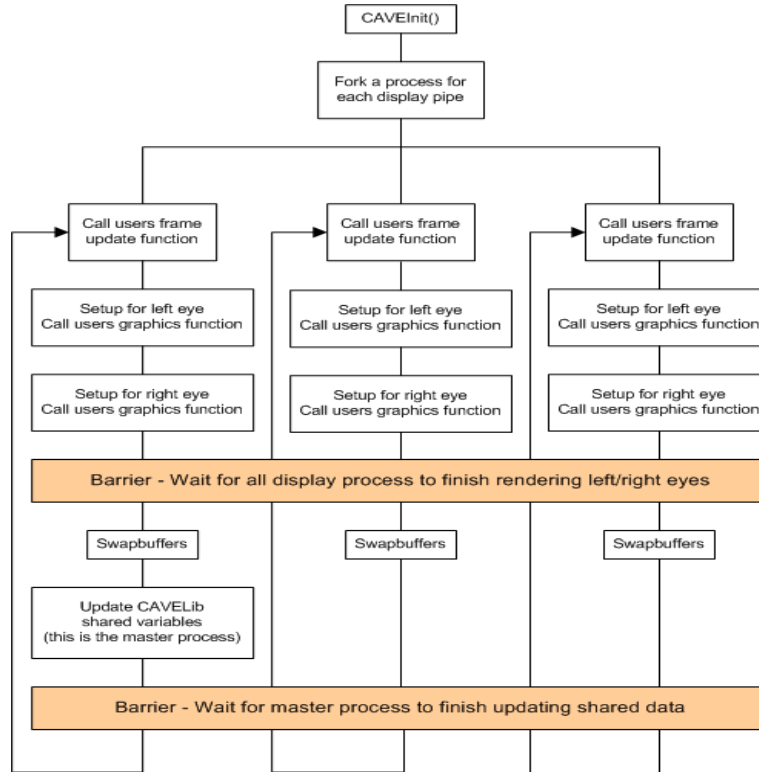 CAVEInit()
Fork a process for
each display pipe
Call users frame
update function
Call users frame
update function
Call users frame
update function
Setup for left eye
Call users graphics function
Setup for left eye
Call users graphics function
Setup for left eye
Call users graphics function
Setup for right eye
Call users graphics function
Setup for right eye
Call users graphics function
Setup for right eye
Call users graphics function
Barrier - Wait for all display process to finish rendering left/right eyes
Swapbuffers
Swapbuffers
Swapbuffers
Update CAVELib
shared variables
(this is the master process)
Barrier - Wait for master process to finish updating shared data